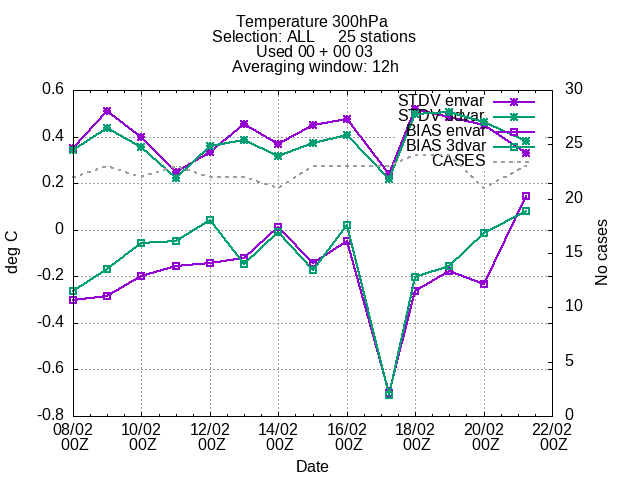 Temperature 300hPa
Selection: ALL 25 stations
Used 00 + 00 03
Averaging window: 12h
0.6
0.4
0.2
0
-0.2
-0.4
-0.6
-0.8
deg C
30
25
20
15
10
5
0
No cases
STDV envar
STDV 3dvar
BIAS envar
BIAS 3dvar
CASES
08/02 10/02 12/02 14/02 16/02 18/02 20/02 22/02
00Z 00Z 00Z 00Z 00Z 00Z 00Z 00Z
Date